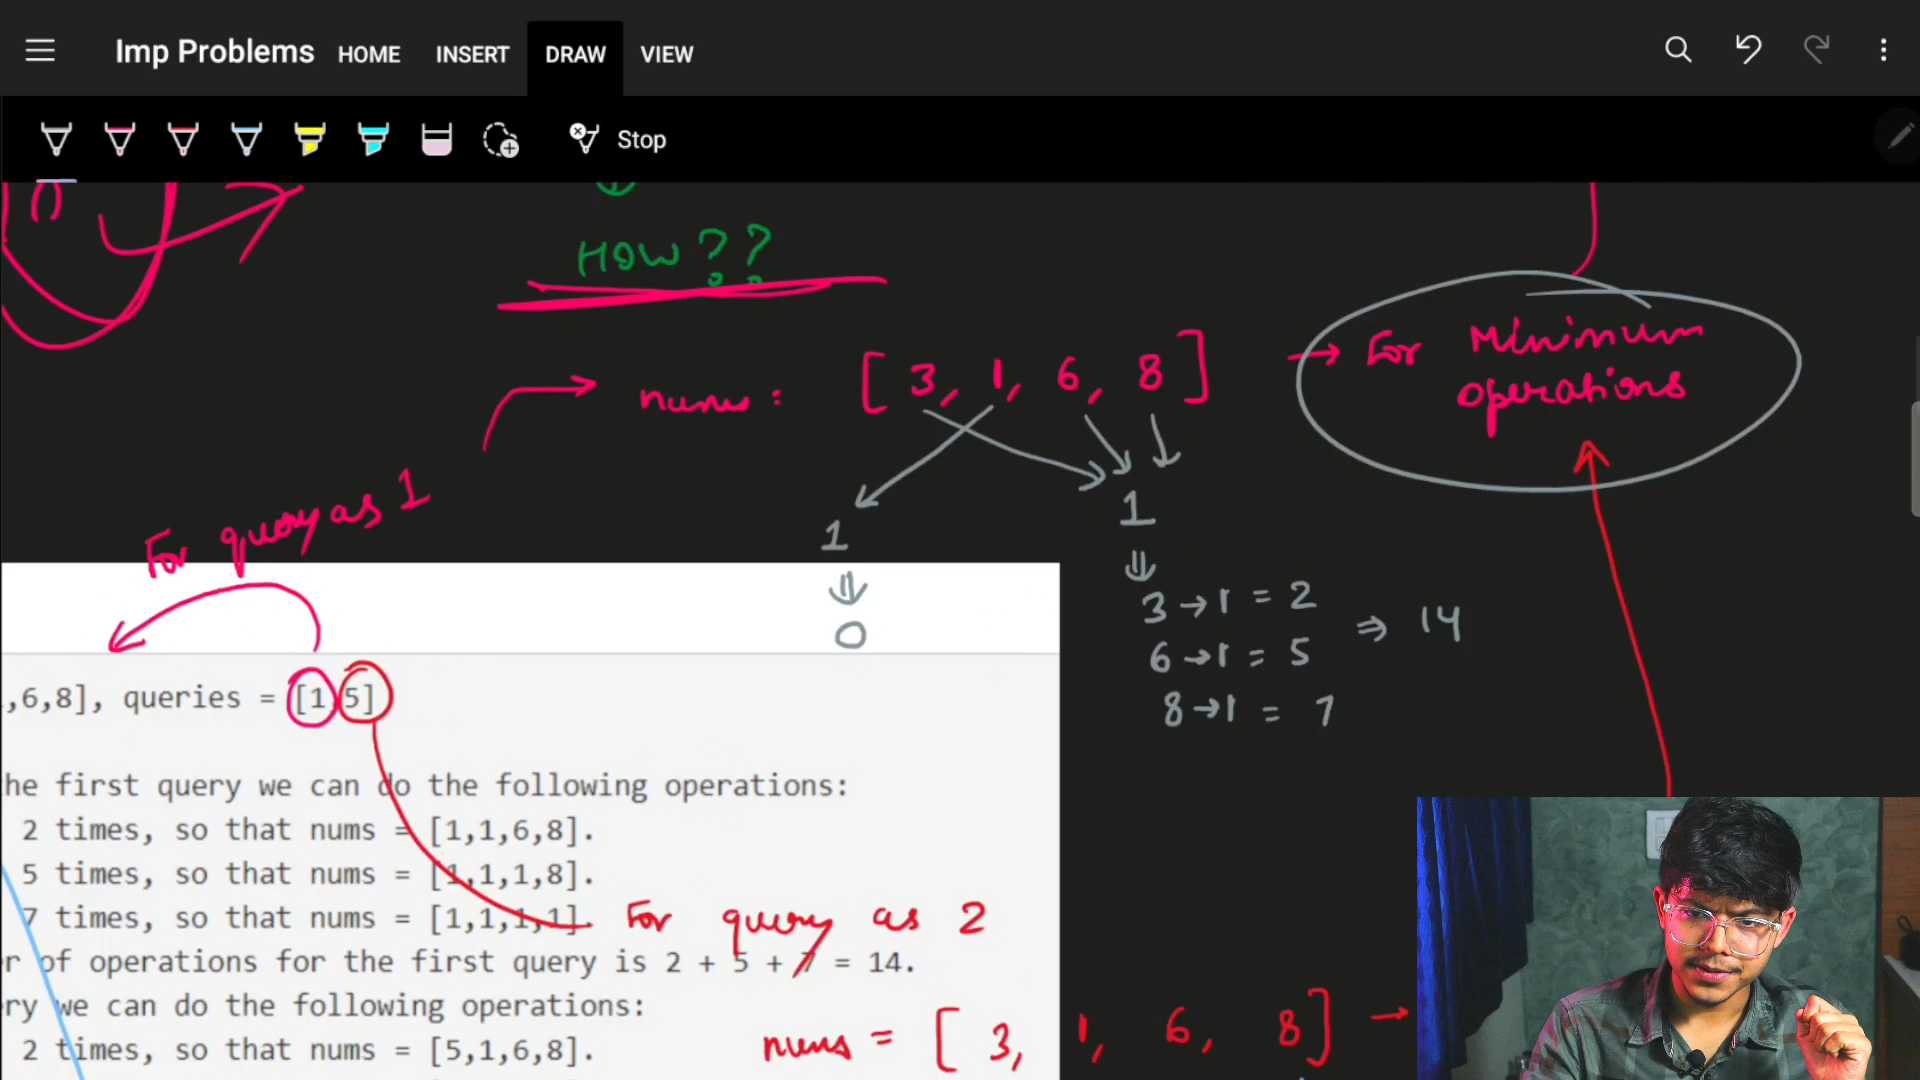 Imp Problems HOME INSERT DRAW VIEW
Stop
HOW ??
nums : [ 3, 1, 6, 8 ] → For Minimum
operations
For query as 1
1
1
⇓
⇓
0
3 → 1 = 2
6 → 1 = 5 ⇒ 14
8 → 1 = 7
,6,8], queries = [1 5]
he first query we can do the following operations:
2 times, so that nums = [1,1,6,8].
5 times, so that nums = [1,1,1,8].
7 times, so that nums = [1,1,1,1].
For query as 2
r of operations for the first query is 2 + 5 + 7 = 14.
ry we can do the following operations:
2 times, so that nums = [5,1,6,8].
nums = [ 3, 1, 6, 8 ] →